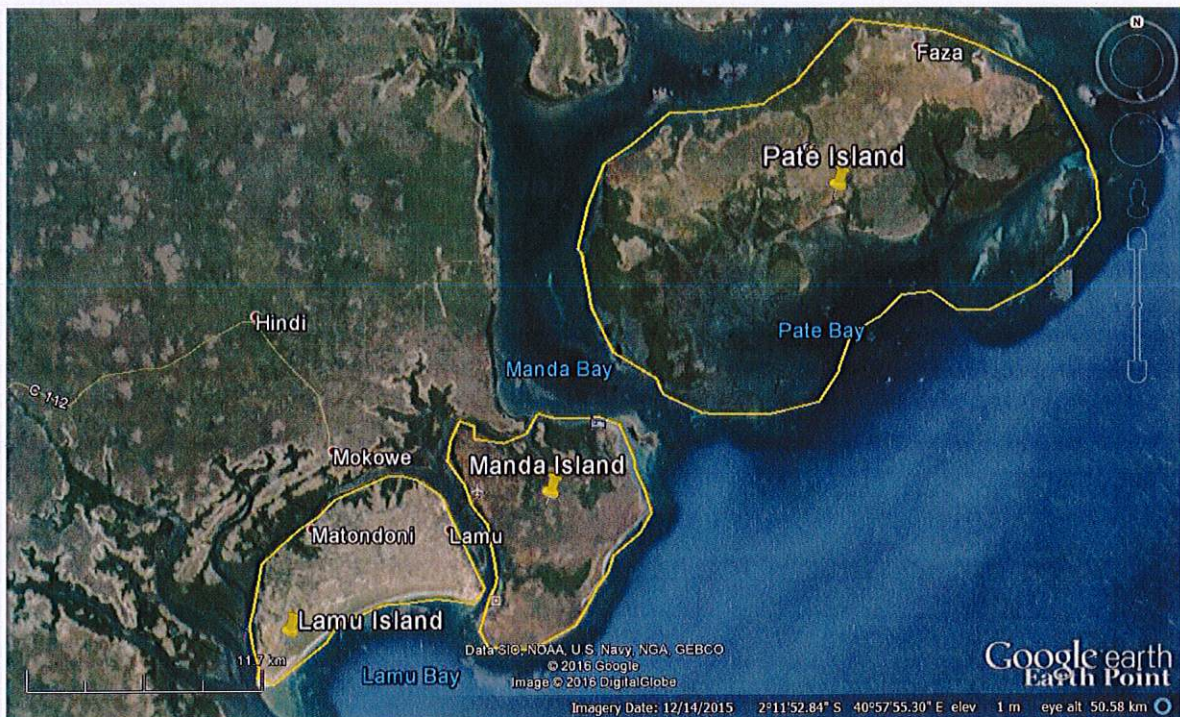 N
Faza
Pate Island
Hindi
Pate Bay
Manda Bay
C 112
Mokowe
Manda Island
Matondoni
Lamu
Lamu Island
11.7 km
Lamu Bay
Data SIO, NOAA, U.S. Navy, NGA, GEBCO
© 2016 Google
Image © 2016 DigitalGlobe
Google earth
Earth Point
Imagery Date: 12/14/2015 2°11'52.84" S 40°57'55.30" E elev 1 m eye alt 50.58 km